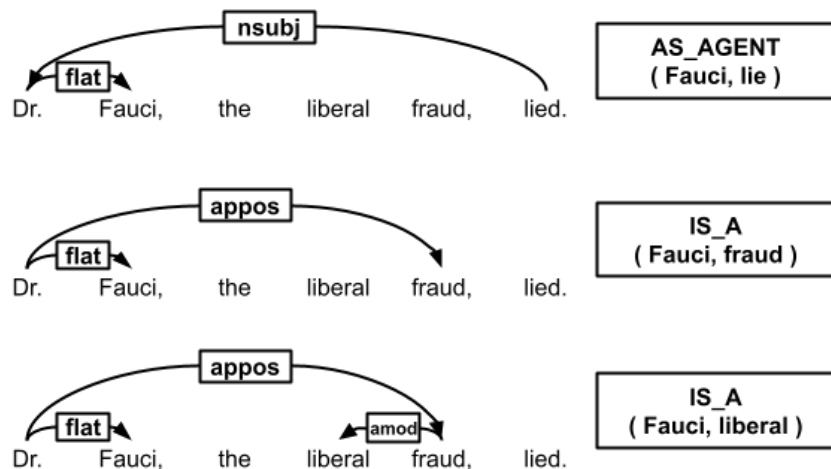 nsubj
flat
Dr. Fauci, the liberal fraud, lied.
AS_AGENT
( Fauci, lie )
appos
flat
Dr. Fauci, the liberal fraud, lied.
IS_A
( Fauci, fraud )
appos
flat
amod
Dr. Fauci, the liberal fraud, lied.
IS_A
( Fauci, liberal )